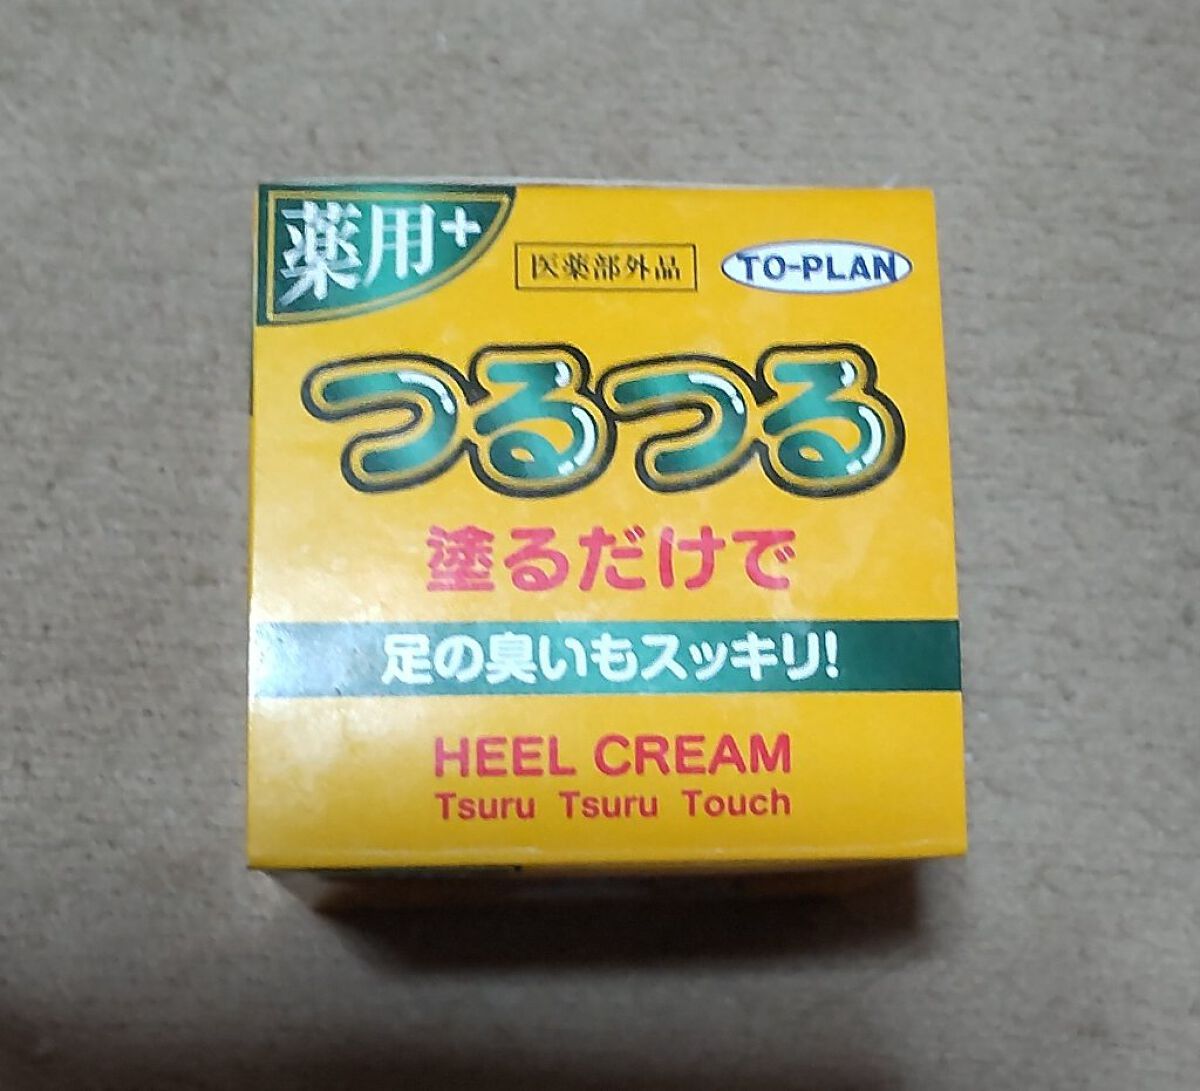 薬用+
医薬部外品
TO-PLAN
つるつる
塗るだけで
足の臭いもスッキリ!
HEEL CREAM
Tsuru Tsuru Touch